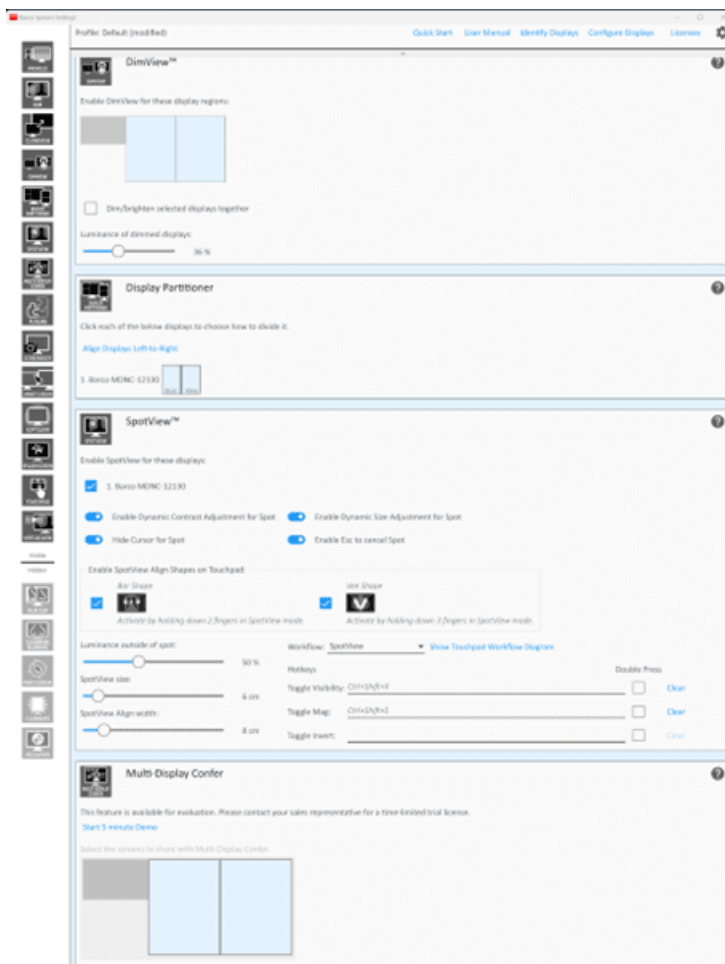 Barco System Settings
Profile: Default (modified)
Quick Start User Manual Identify Displays Configure Displays Licenses
DimView™
Enable DimView for these display regions:
Dim/brighten selected displays together
Luminance of dimmed displays:
36 %
Display Partitioner
Click each of the below displays to choose how to divide it.
Align Displays Left-to-Right
1. Barco MDNC-12130
SpotView™
Enable SpotView for these displays:
1. Barco MDNC-12130
Enable Dynamic Contrast Adjustment for Spot Enable Dynamic Size Adjustment for Spot
Hide Cursor for Spot Enable Esc to cancel Spot
Enable SpotView Align Shapes on Touchpad:
Bar Shape Vee Shape
Activate by holding down 2 fingers in SpotView mode. Activate by holding down 3 fingers in SpotView mode.
Luminance outside of spot:
50 %
SpotView size:
6 cm
SpotView Align width:
8 cm
Workflow: SpotView Show Touchpad Workflow Diagram
Hotkeys Double Press
Toggle Visibility: Ctrl+Shift+X Clear
Toggle Mag: Ctrl+Shift+S Clear
Toggle Invert: Clear
Visible
Hidden
Multi-Display Confer
This feature is available for evaluation. Please contact your sales representative for a time-limited trial license.
Start 5 minute Demo
Select the screens to share with Multi-Display Confer.